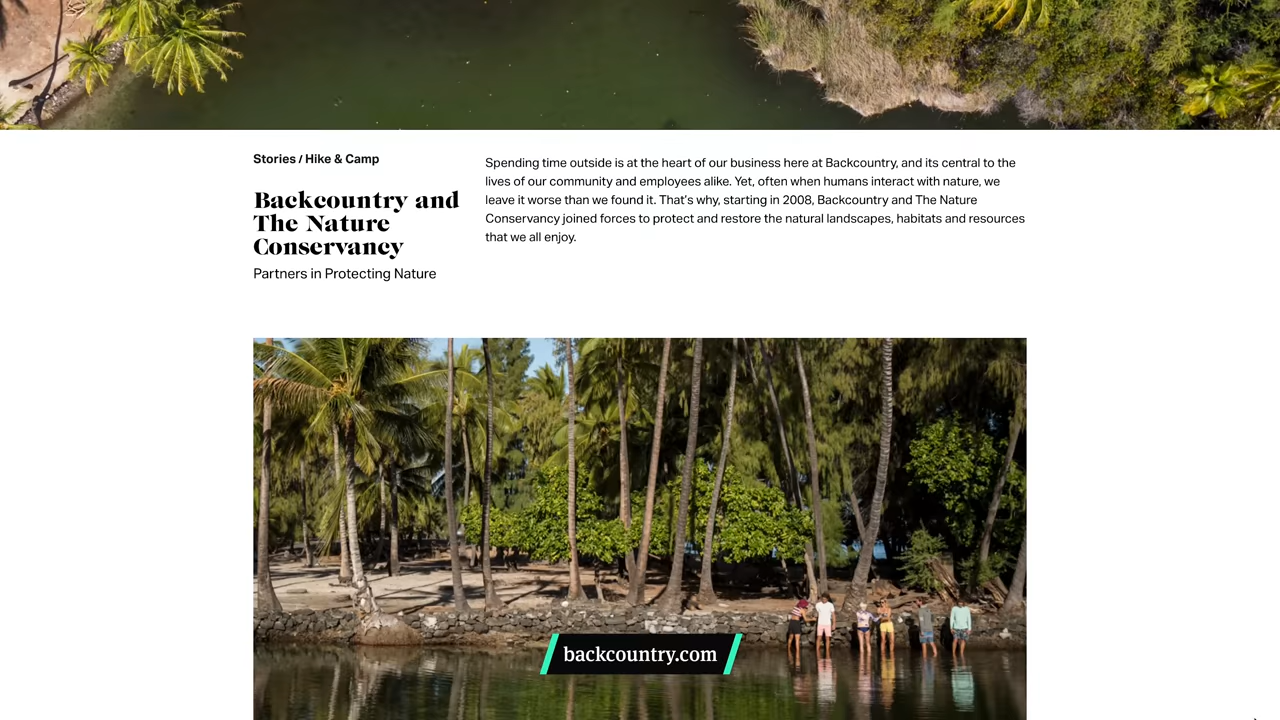 Stories / Hike & Camp
Backcountry and
The Nature
Conservancy
Partners in Protecting Nature
Spending time outside is at the heart of our business here at Backcountry, and its central to the
lives of our community and employees alike. Yet, often when humans interact with nature, we
leave it worse than we found it. That's why, starting in 2008, Backcountry and The Nature
Conservancy joined forces to protect and restore the natural landscapes, habitats and resources
that we all enjoy.
backcountry.com